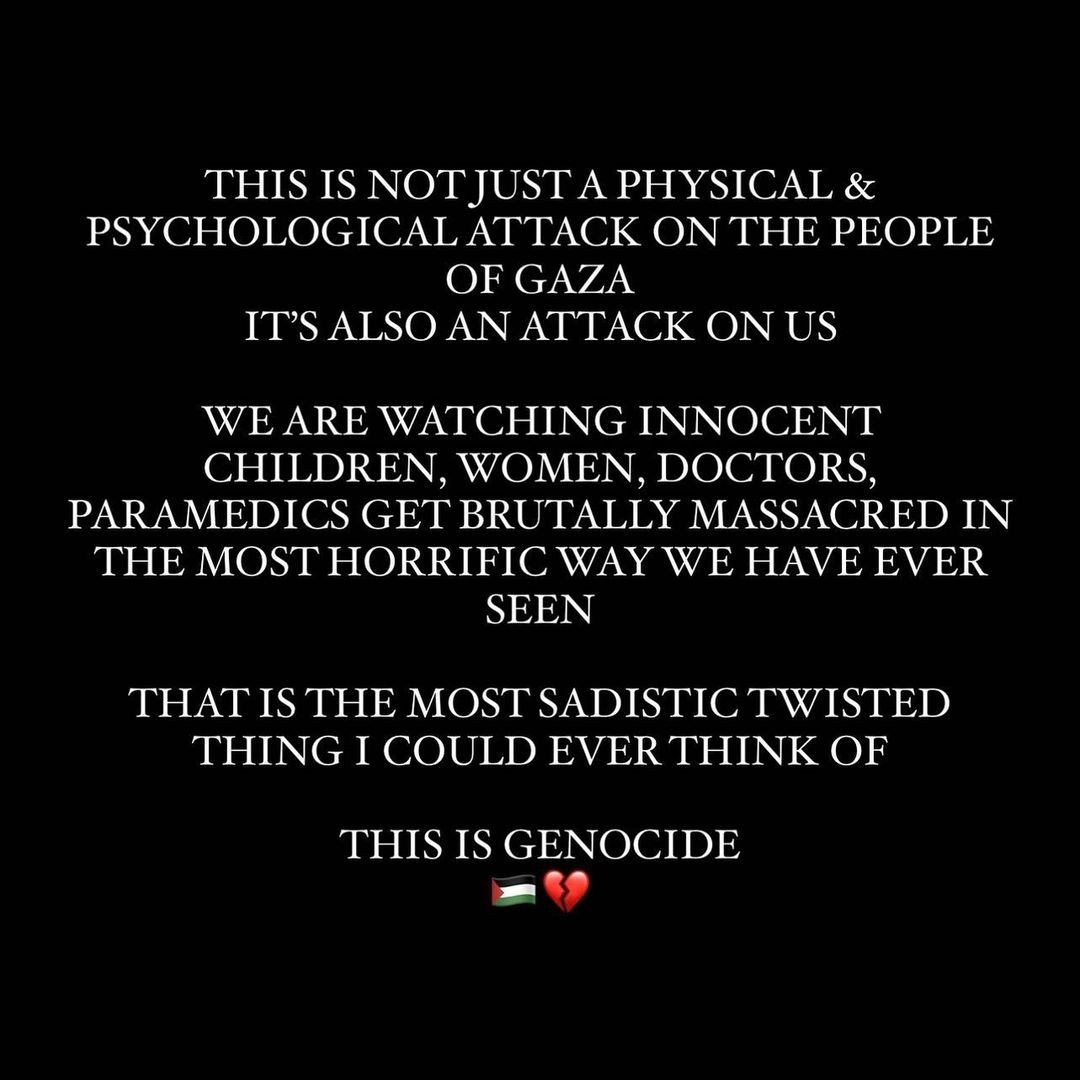 THIS IS NOT JUST A PHYSICAL &
PSYCHOLOGICAL ATTACK ON THE PEOPLE
OF GAZA
IT’S ALSO AN ATTACK ON US
WE ARE WATCHING INNOCENT
CHILDREN, WOMEN, DOCTORS,
PARAMEDICS GET BRUTALLY MASSACRED IN
THE MOST HORRIFIC WAY WE HAVE EVER
SEEN
THAT IS THE MOST SADISTIC TWISTED
THING I COULD EVER THINK OF
THIS IS GENOCIDE
🇵🇸💔